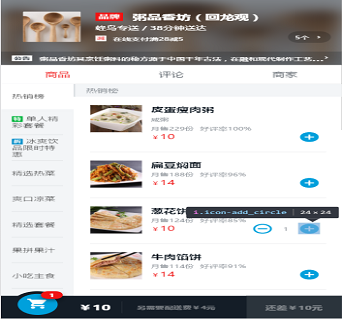 品牌 粥品香坊（回龙观）
蜂鸟专送 / 38分钟送达
减 在线支付满28减5
5个 >
公告 粥品香坊其烹饪粥料的秘方源于中国千年古法，在融和现代制作工艺...
商品 评论 商家
热销榜
特 单人精
彩套餐
折 冰爽饮
品限时特
惠
精选热菜
爽口凉菜
精选套餐
果拼果汁
小吃主食
热销榜
皮蛋瘦肉粥
咸粥
月售229份 好评率100%
￥10
扁豆焖面
月售188份 好评率96%
￥14
葱花饼
i.icon-add_circle | 24×24
月售124份 好评率85%
￥10
1
牛肉馅饼
月售114份 好评率91%
￥14
1
￥10
另需要配送费￥4元
还差￥10元